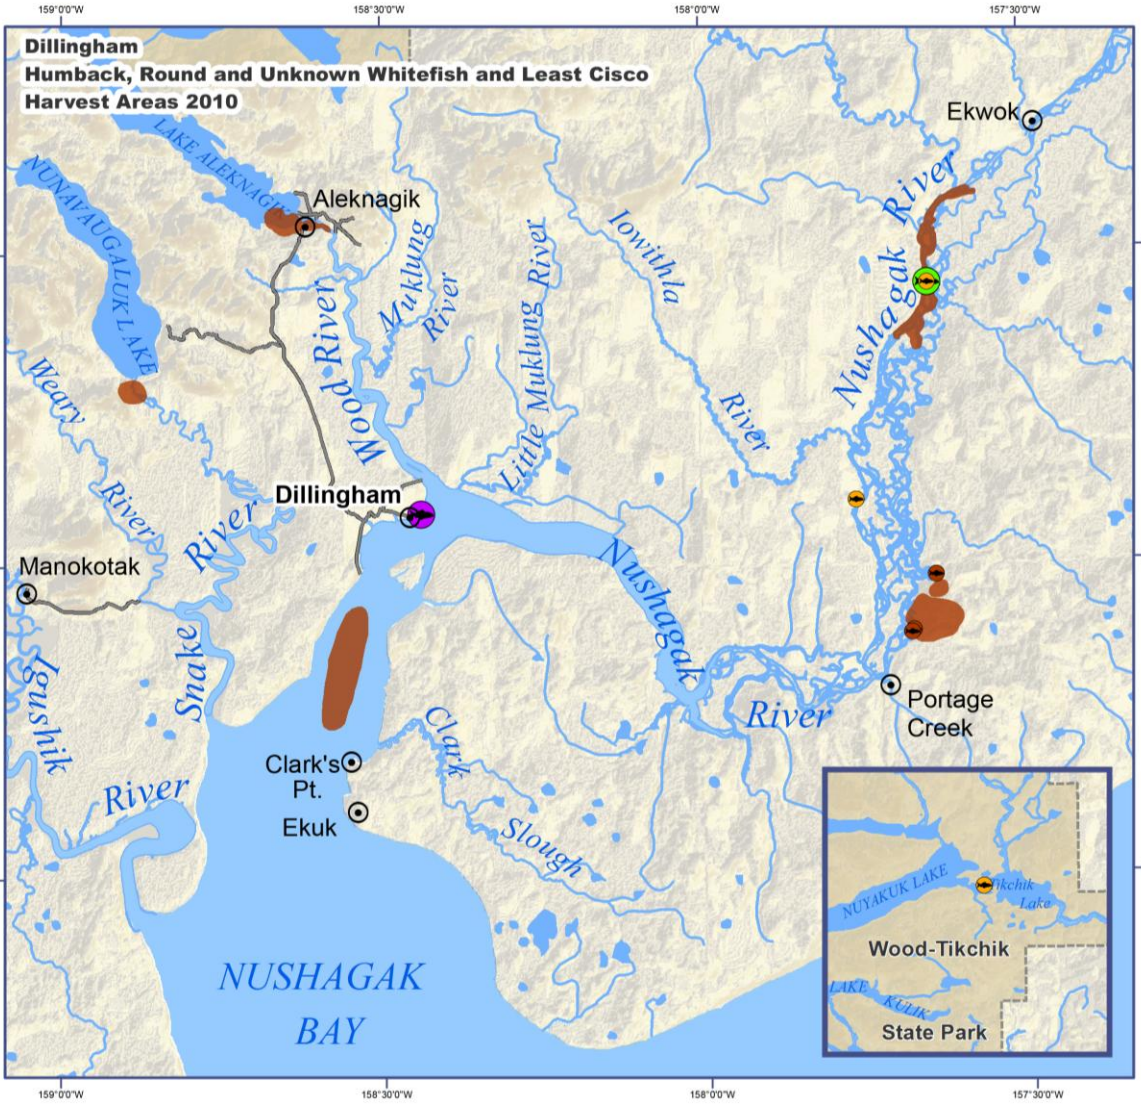 159°0'0"W
158°30'0"W
158°0'0"W
157°30'0"W
Dillingham
Humback, Round and Unknown Whitefish and Least Cisco
Harvest Areas 2010
Ekwok
LAKE ALEKNAGIK
NUNAVAUGALUK LAKE
Aleknagik
Nushagak River
Iowithla
River
Muklung
River
Little Muklung River
Wood River
Weary
River
Dillingham
Snake River
Manokotak
Nushagak
River
Portage
Creek
Igushik
River
Clark
Slough
Clark's
Pt.
Ekuk
NUSHAGAK
BAY
NUYAKUK LAKE
Tikchik
Lake
Wood-Tikchik
LAKE
KULIK
State Park
159°0'0"W
158°30'0"W
158°0'0"W
157°30'0"W